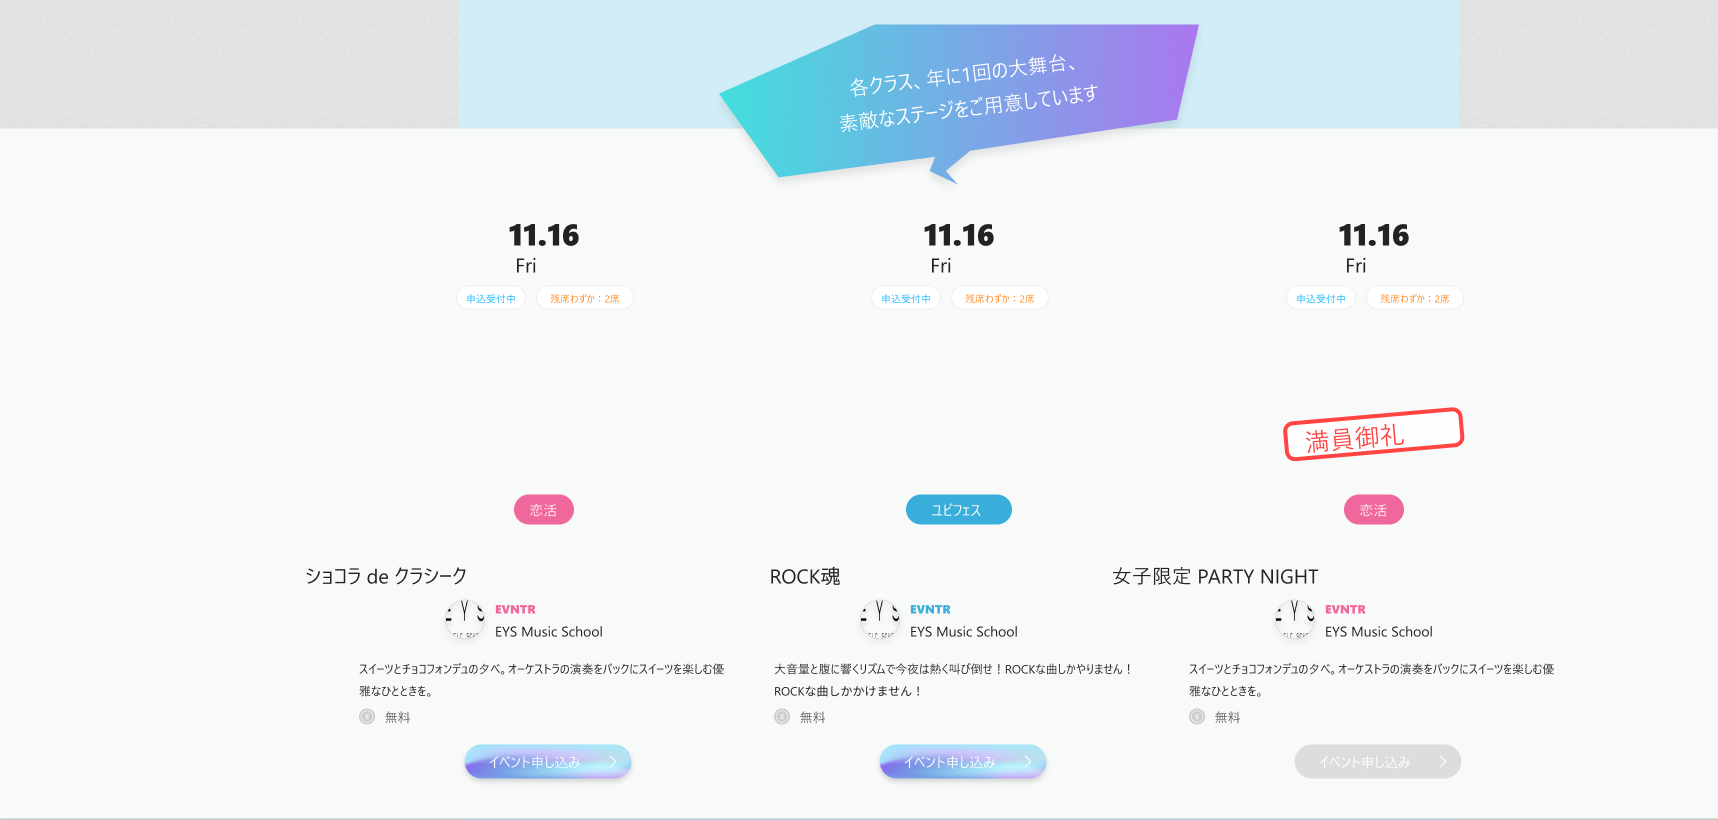 各クラス、年に1回の大舞台、
素敵なステージをご用意しています
11.16
Fri
申込受付中
残席わずか：2席
恋活
ショコラ de クラシーク
EVNTR
EYS Music School
スイーツとチョコフォンデュの夕べ。オーケストラの演奏をバックにスイーツを楽しむ優
雅なひとときを。
無料
イベント申し込み
11.16
Fri
申込受付中
残席わずか：2席
ユビフェス
ROCK魂
EVNTR
EYS Music School
大音量と腹に響くリズムで今夜は熱く叫び倒せ！ROCKな曲しかやりません！
ROCKな曲しかかけません！
無料
イベント申し込み
11.16
Fri
申込受付中
残席わずか：2席
満員御礼
恋活
女子限定 PARTY NIGHT
EVNTR
EYS Music School
スイーツとチョコフォンデュの夕べ。オーケストラの演奏をバックにスイーツを楽しむ優
雅なひとときを。
無料
イベント申し込み